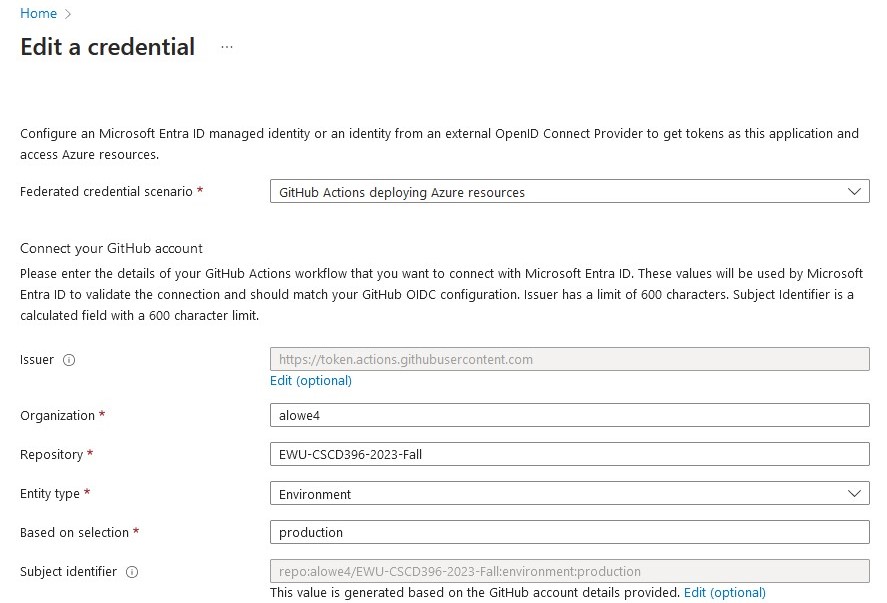 Home >
Edit a credential ...
Configure an Microsoft Entra ID managed identity or an identity from an external OpenID Connect Provider to get tokens as this application and
access Azure resources.
Federated credential scenario * GitHub Actions deploying Azure resources
Connect your GitHub account
Please enter the details of your GitHub Actions workflow that you want to connect with Microsoft Entra ID. These values will be used by Microsoft
Entra ID to validate the connection and should match your GitHub OIDC configuration. Issuer has a limit of 600 characters. Subject Identifier is a
calculated field with a 600 character limit.
Issuer https://token.actions.githubusercontent.com
Edit (optional)
Organization * alowe4
Repository * EWU-CSCD396-2023-Fall
Entity type * Environment
Based on selection * production
Subject identifier repo:alowe4/EWU-CSCD396-2023-Fall:environment:production
This value is generated based on the GitHub account details provided. Edit (optional)